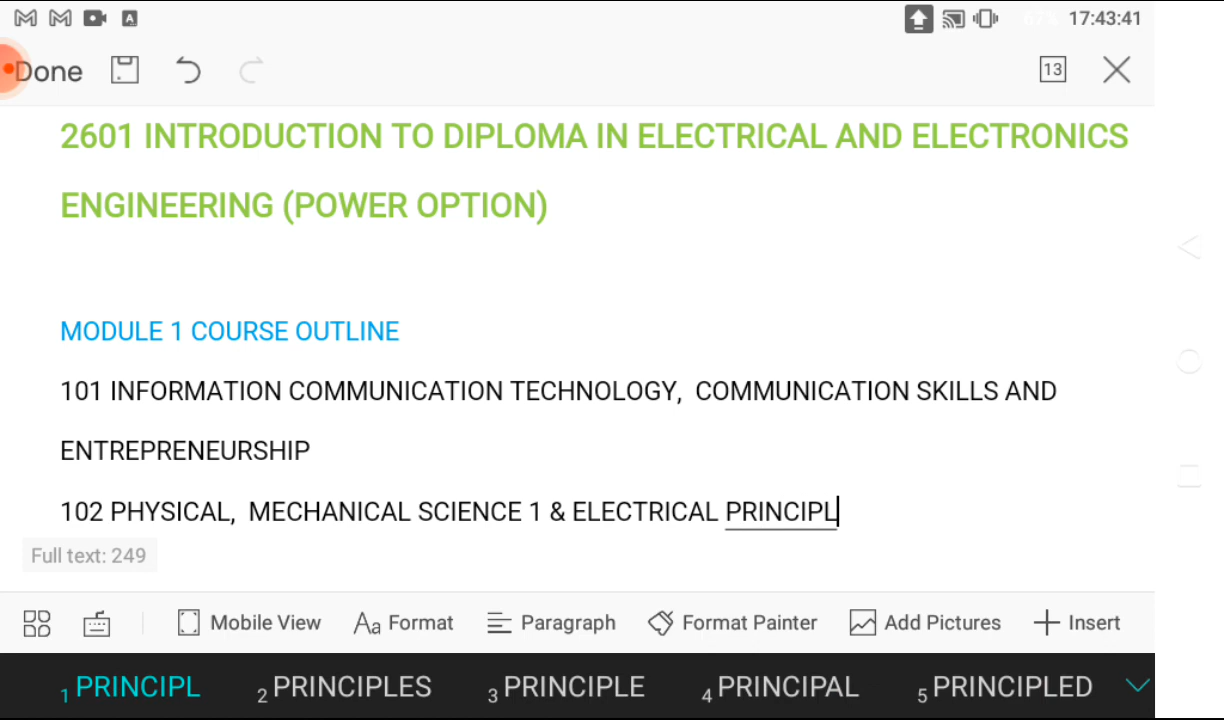 17:43:41
Done
13
2601 INTRODUCTION TO DIPLOMA IN ELECTRICAL AND ELECTRONICS
ENGINEERING (POWER OPTION)
MODULE 1 COURSE OUTLINE
101 INFORMATION COMMUNICATION TECHNOLOGY,  COMMUNICATION SKILLS AND
ENTREPRENEURSHIP
102 PHYSICAL,  MECHANICAL SCIENCE 1 & ELECTRICAL PRINCIPL
Full text: 249
Mobile View Aa Format Paragraph Format Painter Add Pictures Insert
1 PRINCIPL 2 PRINCIPLES 3 PRINCIPLE 4 PRINCIPAL 5 PRINCIPLED